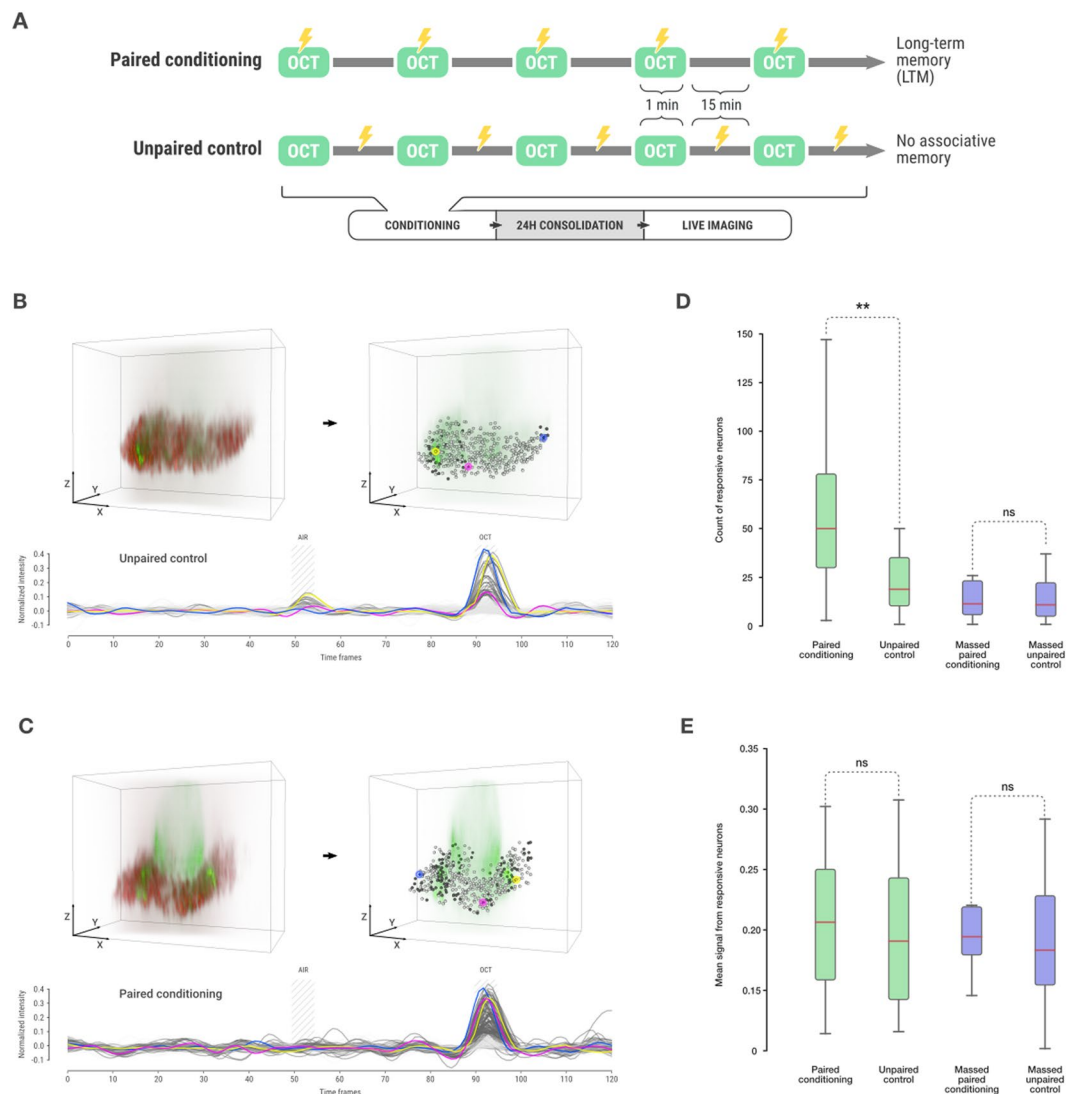 A
Paired conditioning
OCT OCT OCT OCT OCT
Long-term
memory
(LTM)
1 min 15 min
Unpaired control
OCT OCT OCT OCT OCT
No associative
memory
CONDITIONING 24H CONSOLIDATION LIVE IMAGING
B
Z Y X
Z Y X
Unpaired control
AIR
OCT
Normalized intensity
0.4
0.3
0.2
0.1
0.0
-0.1
0 10 20 30 40 50 60 70 80 90 100 110 120
Time frames
C
Z Y X
Z Y X
Paired conditioning
AIR
OCT
Normalized intensity
0.4
0.3
0.2
0.1
0.0
-0.1
0 10 20 30 40 50 60 70 80 90 100 110 120
Time frames
D
**
ns
Count of responsive neurons
150
125
100
75
50
25
0
Paired
conditioning
Unpaired
control
Massed
paired
conditioning
Massed
unpaired
control
E
ns
ns
Mean signal from responsive neurons
0.35
0.30
0.25
0.20
0.15
0
Paired
conditioning
Unpaired
control
Massed
paired
conditioning
Massed
unpaired
control